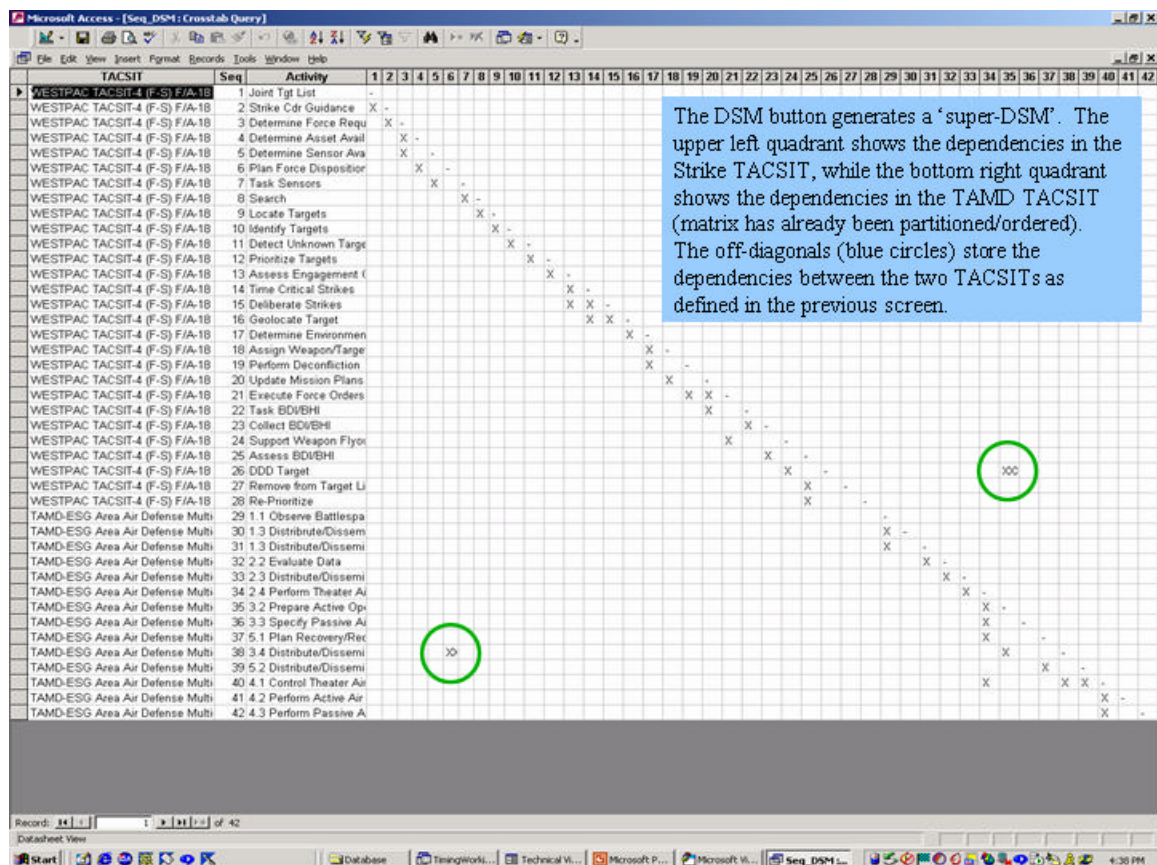 Microsoft Access - [Seq_DSM : Crosstab Query]
File Edit View Insert Format Records Tools Window Help
TACSIT Seq Activity 1 2 3 4 5 6 7 8 9 10 11 12 13 14 15 16 17 18 19 20 21 22 23 24 25 26 27 28 29 30 31 32 33 34 35 36 37 38 39 40 41 42
WESTPAC TACSIT-4 (F-S) F/A-18 1 Joint Tgt List -
WESTPAC TACSIT-4 (F-S) F/A-18 2 Strike Cdr Guidance X -
WESTPAC TACSIT-4 (F-S) F/A-18 3 Determine Force Requ X -
WESTPAC TACSIT-4 (F-S) F/A-18 4 Determine Asset Avail X -
WESTPAC TACSIT-4 (F-S) F/A-18 5 Determine Sensor Ava X -
WESTPAC TACSIT-4 (F-S) F/A-18 6 Plan Force Disposition X -
WESTPAC TACSIT-4 (F-S) F/A-18 7 Task Sensors X -
WESTPAC TACSIT-4 (F-S) F/A-18 8 Search X -
WESTPAC TACSIT-4 (F-S) F/A-18 9 Locate Targets X -
WESTPAC TACSIT-4 (F-S) F/A-18 10 Identify Targets X -
WESTPAC TACSIT-4 (F-S) F/A-18 11 Detect Unknown Targe X -
WESTPAC TACSIT-4 (F-S) F/A-18 12 Prioritize Targets X -
WESTPAC TACSIT-4 (F-S) F/A-18 13 Assess Engagement ( X -
WESTPAC TACSIT-4 (F-S) F/A-18 14 Time Critical Strikes X -
WESTPAC TACSIT-4 (F-S) F/A-18 15 Deliberate Strikes X X -
WESTPAC TACSIT-4 (F-S) F/A-18 16 Geolocate Target X X -
WESTPAC TACSIT-4 (F-S) F/A-18 17 Determine Environmen X -
WESTPAC TACSIT-4 (F-S) F/A-18 18 Assign Weapon/Targe X -
WESTPAC TACSIT-4 (F-S) F/A-18 19 Perform Deconfliction X -
WESTPAC TACSIT-4 (F-S) F/A-18 20 Update Mission Plans X -
WESTPAC TACSIT-4 (F-S) F/A-18 21 Execute Force Orders X X -
WESTPAC TACSIT-4 (F-S) F/A-18 22 Task BDI/BHI X -
WESTPAC TACSIT-4 (F-S) F/A-18 23 Collect BDI/BHI X -
WESTPAC TACSIT-4 (F-S) F/A-18 24 Support Weapon Flyou X -
WESTPAC TACSIT-4 (F-S) F/A-18 25 Assess BDI/BHI X -
WESTPAC TACSIT-4 (F-S) F/A-18 26 DDD Target X -
WESTPAC TACSIT-4 (F-S) F/A-18 27 Remove from Target Li X -
WESTPAC TACSIT-4 (F-S) F/A-18 28 Re-Prioritize X -
TAMD-ESG Area Air Defense Multi 29 1.1 Observe Battlespa -
TAMD-ESG Area Air Defense Multi 30 1.3 Distribrute/Dissem X -
TAMD-ESG Area Air Defense Multi 31 1.3 Distribute/Dissemi X -
TAMD-ESG Area Air Defense Multi 32 2.2 Evaluate Data X -
TAMD-ESG Area Air Defense Multi 33 2.3 Distribute/Dissemi X -
TAMD-ESG Area Air Defense Multi 34 2.4 Perform Theater Ai X -
TAMD-ESG Area Air Defense Multi 35 3.2 Prepare Active Op X -
TAMD-ESG Area Air Defense Multi 36 3.3 Specify Passive Ai X -
TAMD-ESG Area Air Defense Multi 37 5.1 Plan Recovery/Rec X -
TAMD-ESG Area Air Defense Multi 38 3.4 Distribute/Dissemi X -
TAMD-ESG Area Air Defense Multi 39 5.2 Distribute/Dissemi X -
TAMD-ESG Area Air Defense Multi 40 4.1 Control Theater Air X X X -
TAMD-ESG Area Air Defense Multi 41 4.2 Perform Active Air X -
TAMD-ESG Area Air Defense Multi 42 4.3 Perform Passive A X -
The DSM button generates a ‘super-DSM’. The
upper left quadrant shows the dependencies in the
Strike TACSIT, while the bottom right quadrant
shows the dependencies in the TAMD TACSIT
(matrix has already been partitioned/ordered).
The off-diagonals (blue circles) store the
dependencies between the two TACSITs as
defined in the previous screen.
Record: 1 of 42
Datasheet View
Start Database TimingWorki... Technical Vi... Microsoft P... Microsoft Vi... Seq_DSM :... 4:38 PM